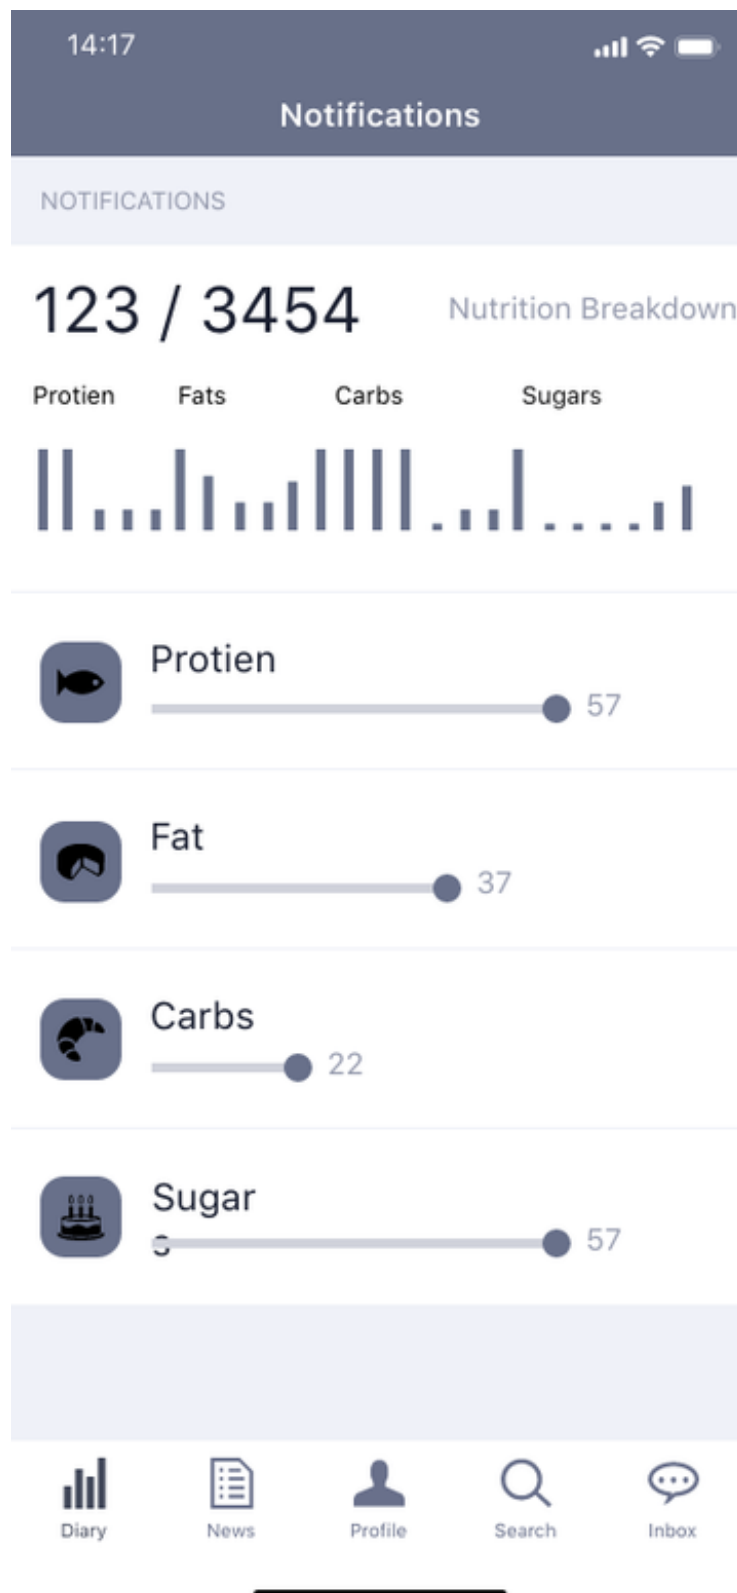 14:17
Notifications
NOTIFICATIONS
123 / 3454 Nutrition Breakdown
Protien Fats Carbs Sugars
Protien
57
Fat
37
Carbs
22
Sugar
s
57
Diary News Profile Search Inbox